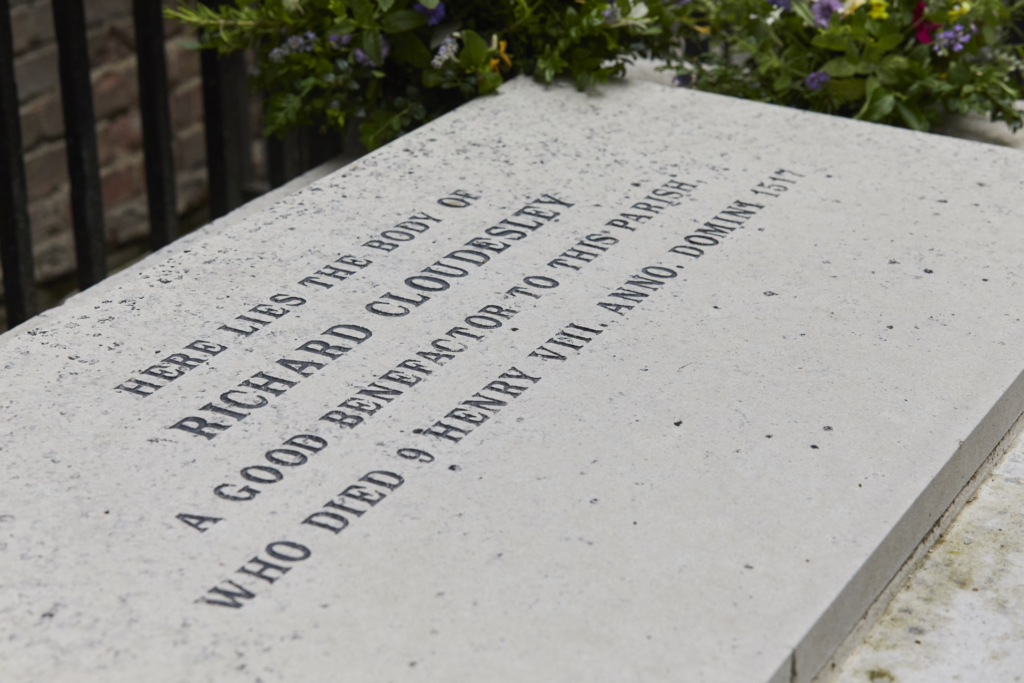 HERE LIES THE BODY OF
RICHARD CLOUDESLEY
A GOOD BENEFACTOR TO THIS PARISH.
WHO DIED 9 HENRY VIII. ANNO. DOMINI 1517